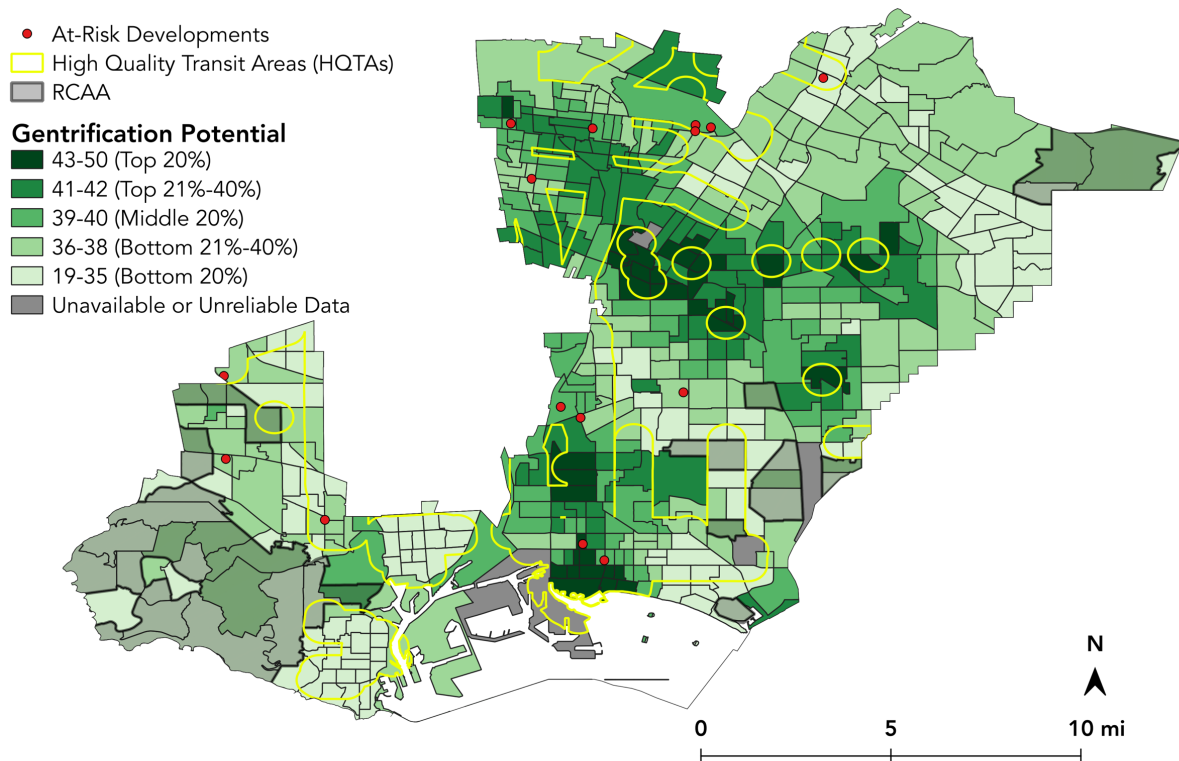 At-Risk Developments
High Quality Transit Areas (HQTAs)
RCAA
Gentrification Potential
43-50 (Top 20%)
41-42 (Top 21%-40%)
39-40 (Middle 20%)
36-38 (Bottom 21%-40%)
19-35 (Bottom 20%)
Unavailable or Unreliable Data
N
0 5 10 mi